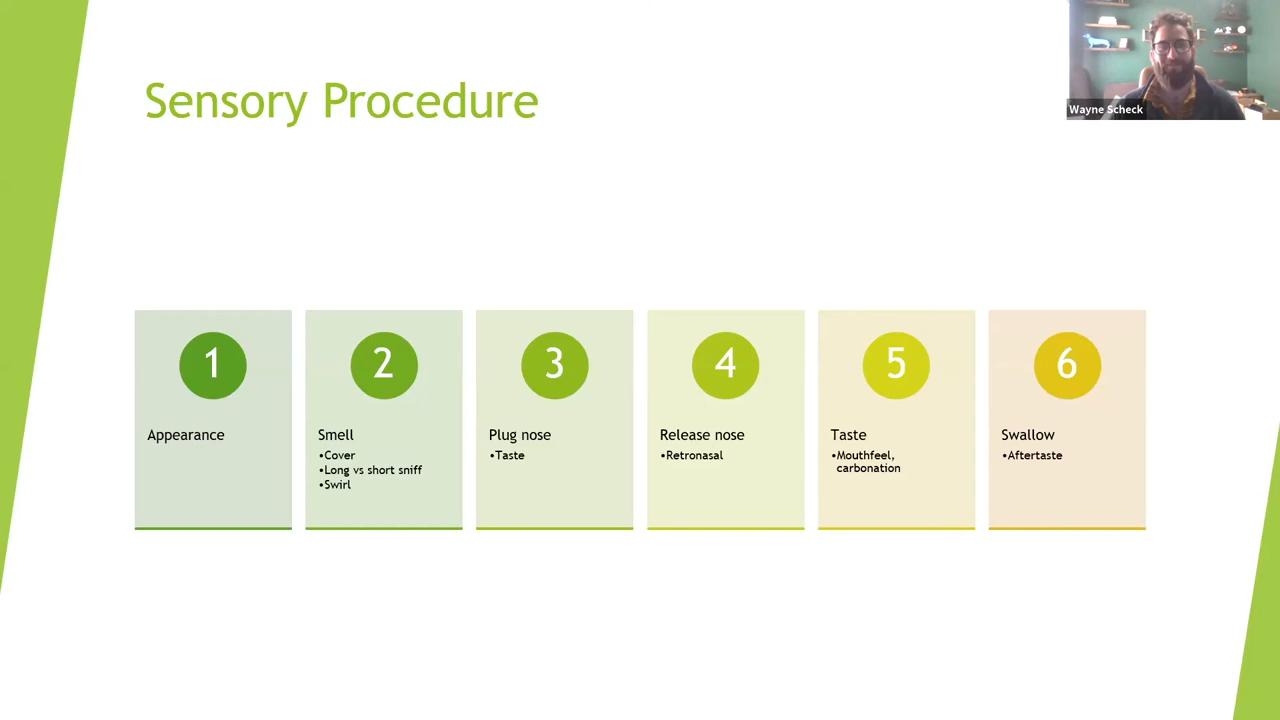 Sensory Procedure
Wayne Scheck
1
Appearance
2
Smell
•Cover
•Long vs short sniff
•Swirl
3
Plug nose
•Taste
4
Release nose
•Retronasal
5
Taste
•Mouthfeel,
carbonation
6
Swallow
•Aftertaste